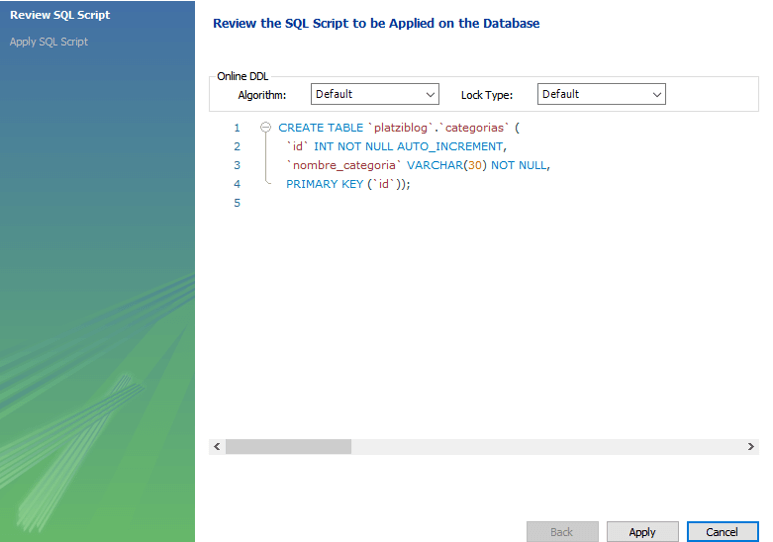 Review SQL Script
Apply SQL Script
Review the SQL Script to be Applied on the Database
Online DDL
Algorithm: Default Lock Type: Default
1 CREATE TABLE `platziblog`.`categorias` (
2 `id` INT NOT NULL AUTO_INCREMENT,
3 `nombre_categoria` VARCHAR(30) NOT NULL,
4 PRIMARY KEY (`id`));
5
Back Apply Cancel